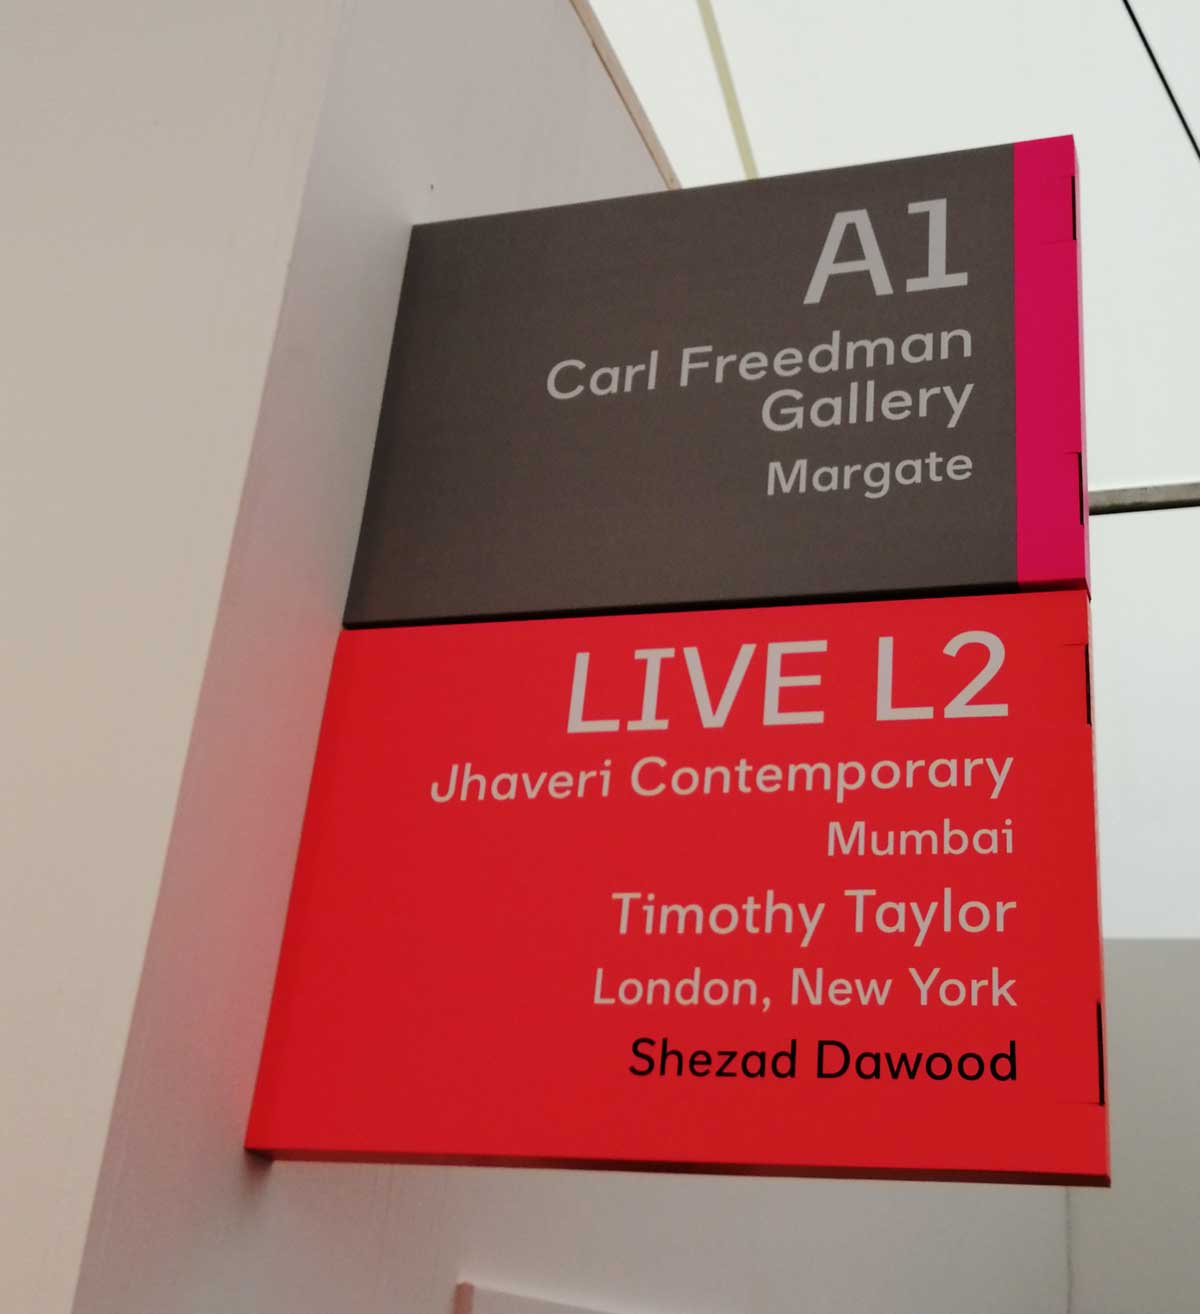 A1
Carl Freedman
Gallery
Margate
LIVE L2
Jhaveri Contemporary
Mumbai
Timothy Taylor
London, New York
Shezad Dawood